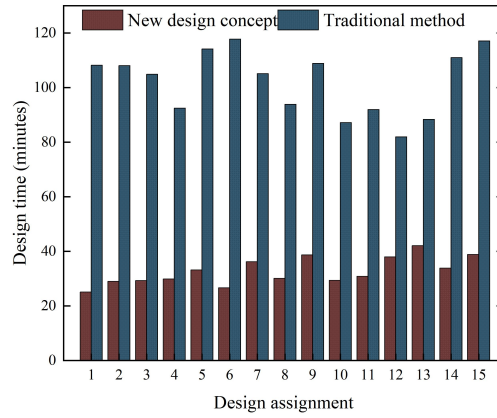 New design concept Traditional method
120
100
80
60
40
20
0
1 2 3 4 5 6 7 8 9 10 11 12 13 14 15
Design time (minutes)
Design assignment